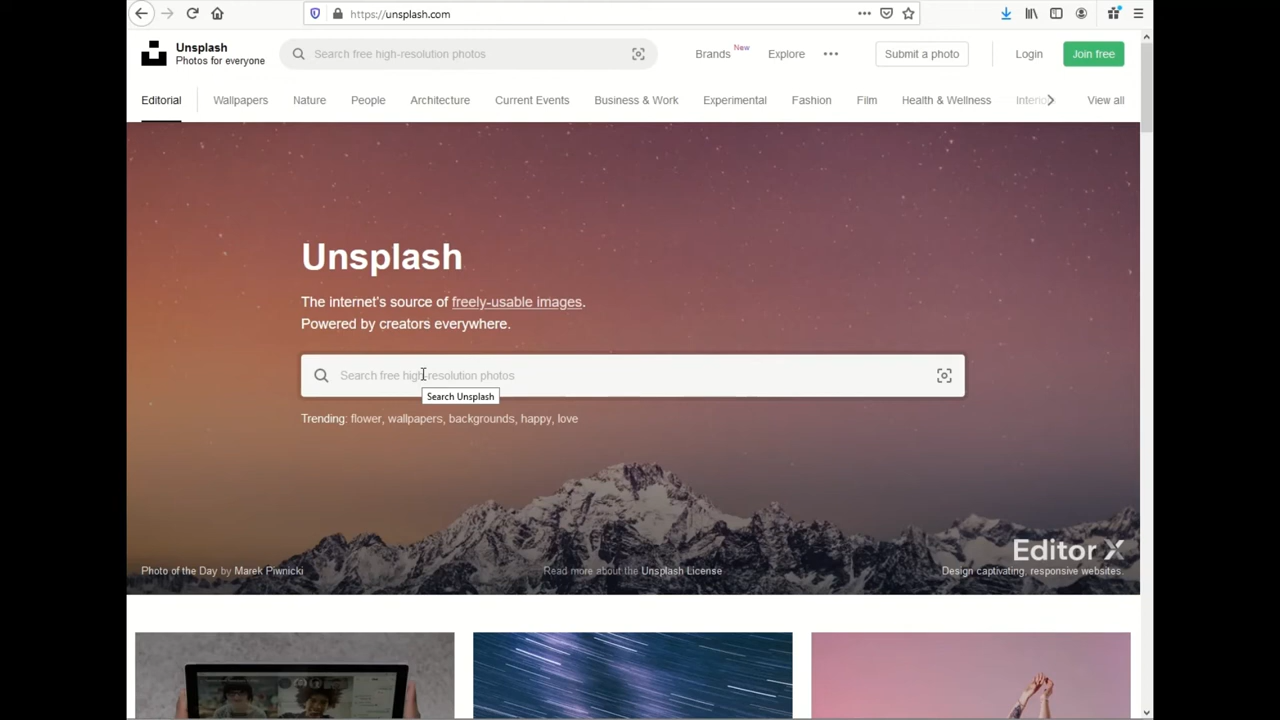 https://unsplash.com
Unsplash
Photos for everyone
Search free high-resolution photos
Brands New
Explore
Submit a photo
Login
Join free
Editorial
Wallpapers
Nature
People
Architecture
Current Events
Business & Work
Experimental
Fashion
Film
Health & Wellness
View all
Unsplash
The internet's source of freely-usable images.
Powered by creators everywhere.
Search free high-resolution photos
Search Unsplash
Trending: flower, wallpapers, backgrounds, happy, love
Editor X
Photo of the Day by Marek Piwnicki
Read more about the Unsplash License
Design captivating, responsive websites.